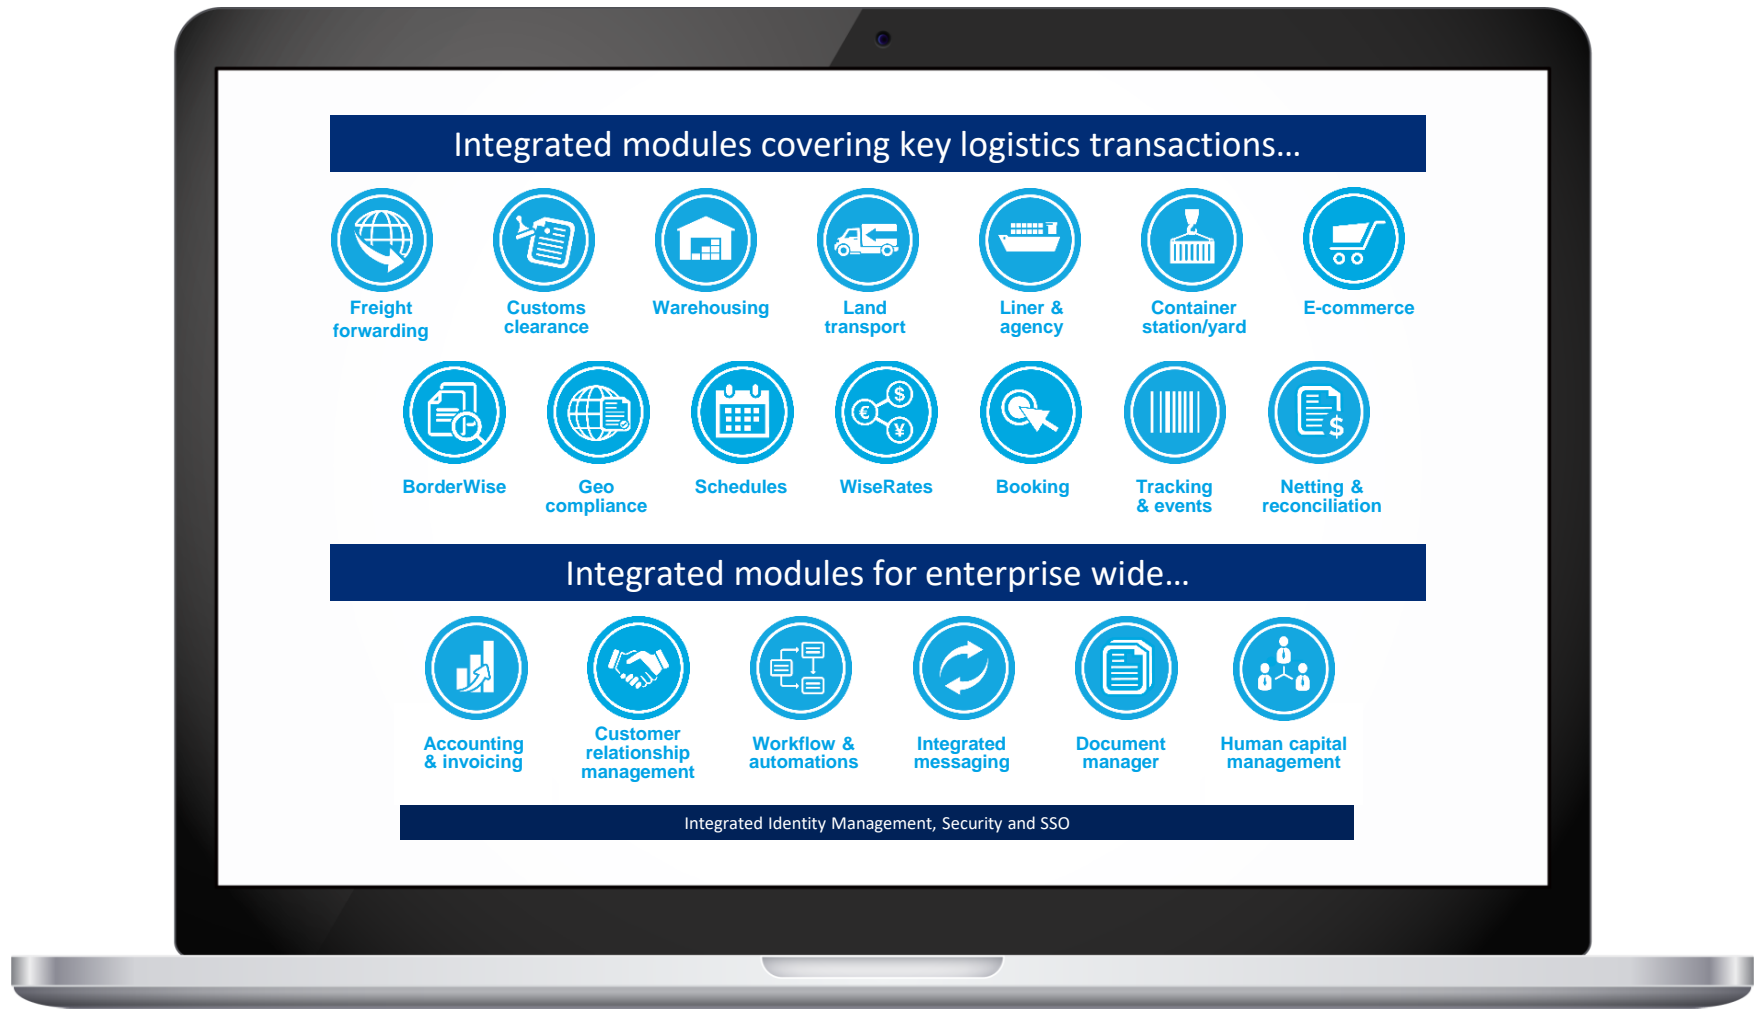 Integrated modules covering key logistics transactions...
Freight
forwarding
Customs
clearance
Warehousing
Land
transport
Liner &
agency
Container
station/yard
E-commerce
BorderWise
Geo
compliance
Schedules
€ $ ¥
WiseRates
Booking
Tracking
& events
$
Netting &
reconciliation
Integrated modules for enterprise wide...
Accounting
& invoicing
Customer
relationship
management
Workflow &
automations
Integrated
messaging
Document
manager
Human capital
management
Integrated Identity Management, Security and SSO